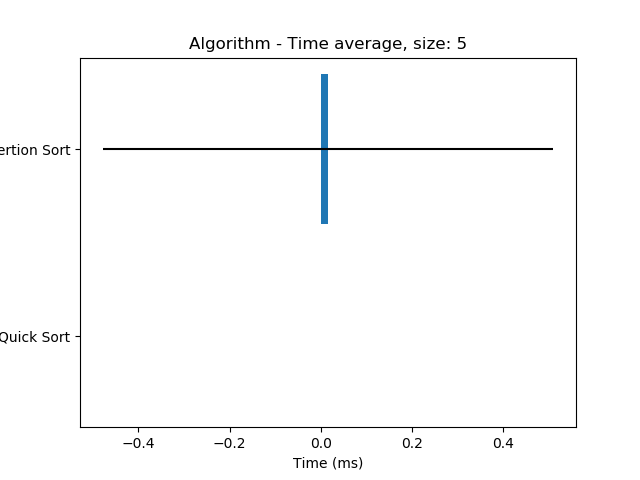 Algorithm - Time average, size: 5
ertion Sort
Quick Sort
−0.4 −0.2 0.0 0.2 0.4
Time (ms)